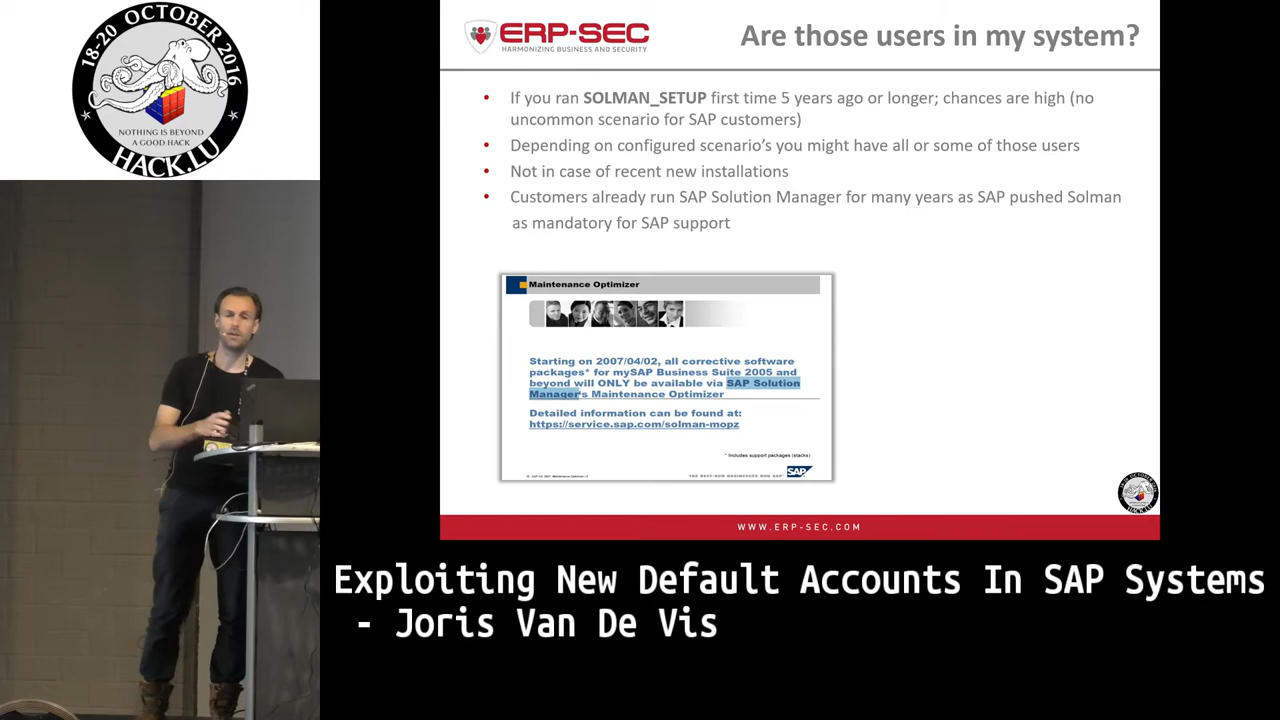 18-20 OCTOBER 2016
NOTHING IS BEYOND
A GOOD HACK
HACK.LU
ERP-SEC
HARMONIZING BUSINESS AND SECURITY
Are those users in my system?
• If you ran SOLMAN_SETUP first time 5 years ago or longer; chances are high (no
uncommon scenario for SAP customers)
• Depending on configured scenario's you might have all or some of those users
• Not in case of recent new installations
• Customers already run SAP Solution Manager for many years as SAP pushed Solman
as mandatory for SAP support
Maintenance Optimizer
Starting on 2007/04/02, all corrective software
packages* for mySAP Business Suite 2005 and
beyond will ONLY be available via SAP Solution
Manager's Maintenance Optimizer
Detailed information can be found at:
https://service.sap.com/solman-mopz
* Includes support packages (stacks)
THE BEST-RUN BUSINESSES RUN SAP
SAP
WWW.ERP-SEC.COM
Exploiting New Default Accounts In SAP Systems
- Joris Van De Vis